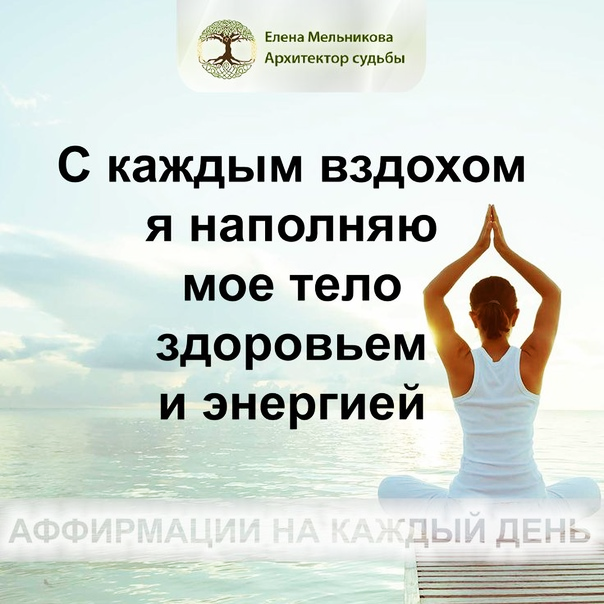 Елена Мельникова
Архитектор судьбы
С каждым вздохом
я наполняю
мое тело
здоровьем
и энергией
АФФИРМАЦИИ НА КАЖДЫЙ ДЕНЬ